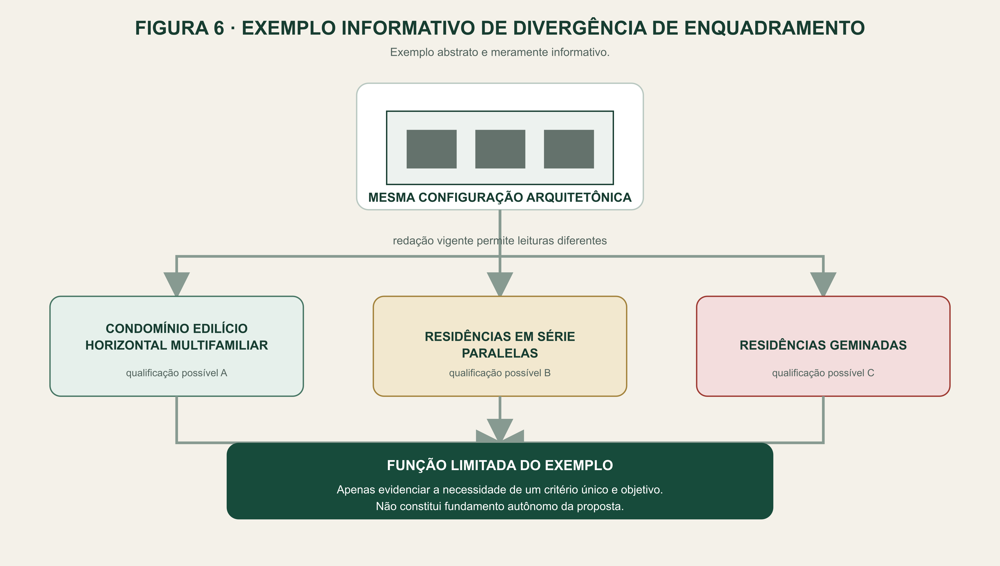 FIGURA 6 · EXEMPLO INFORMATIVO DE DIVERGÊNCIA DE ENQUADRAMENTO
Exemplo abstrato e meramente informativo.
MESMA CONFIGURAÇÃO ARQUITETÔNICA
redação vigente permite leituras diferentes
CONDOMÍNIO EDILÍCIO
HORIZONTAL MULTIFAMILIAR
qualificação possível A
RESIDÊNCIAS EM SÉRIE
PARALELAS
qualificação possível B
RESIDÊNCIAS GEMINADAS
qualificação possível C
FUNÇÃO LIMITADA DO EXEMPLO
Apenas evidenciar a necessidade de um critério único e objetivo.
Não constitui fundamento autônomo da proposta.